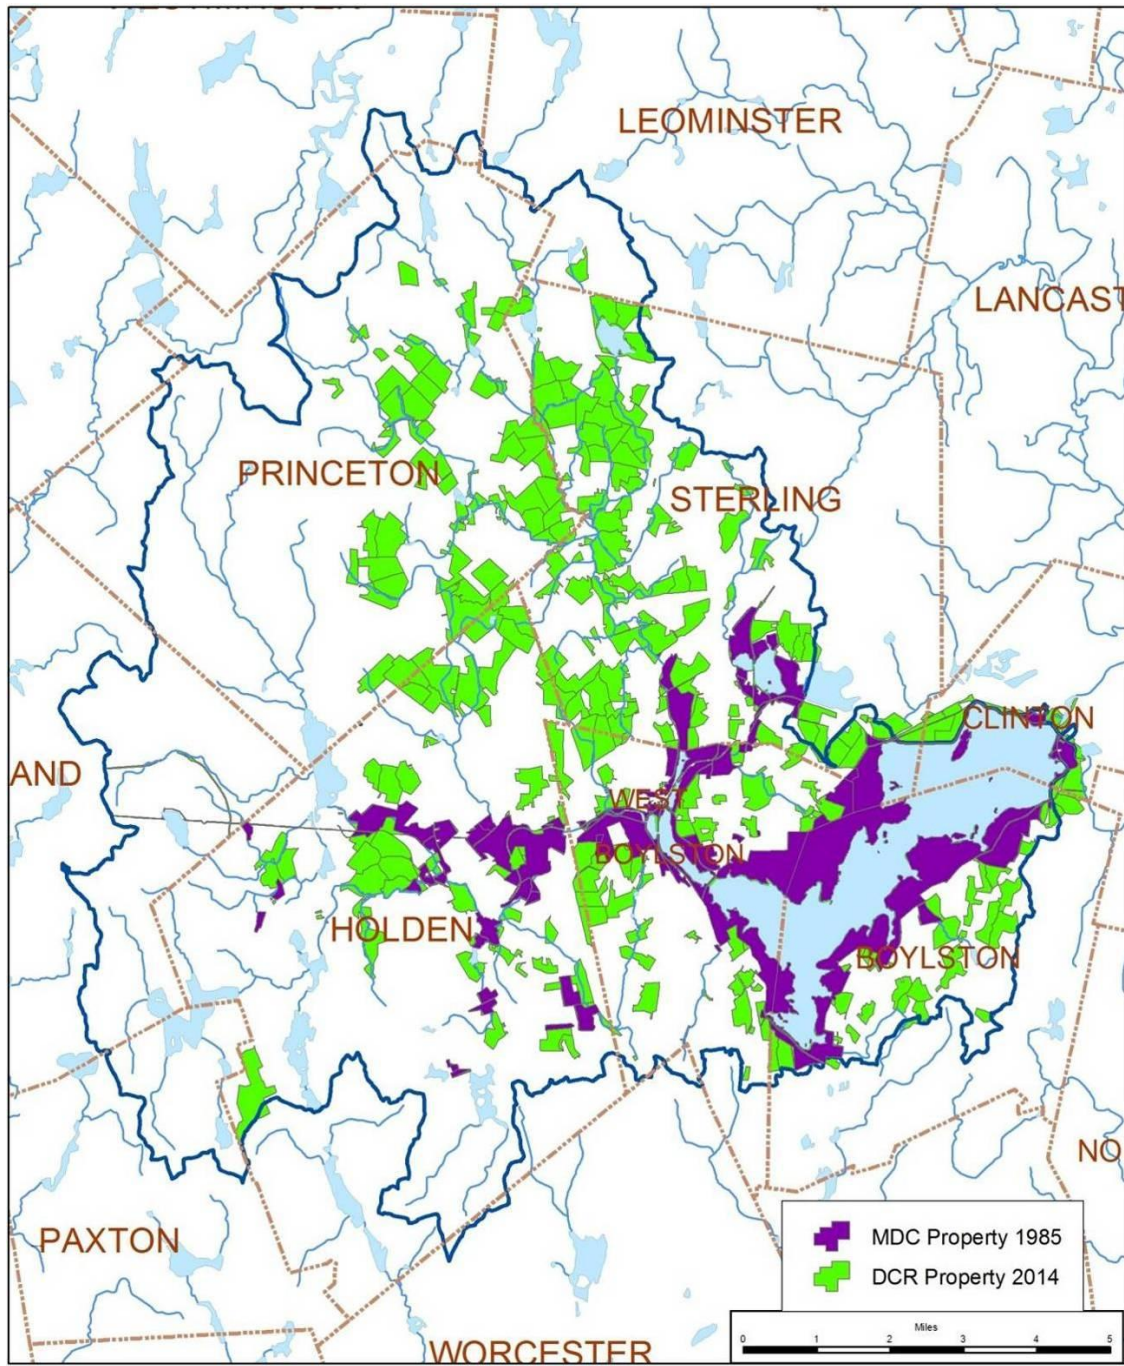 LEOMINSTER
LANCAST
PRINCETON
STERLING
CLINTON
AND
WEST
BOYLSTON
HOLDEN
BOYLSTON
NO
PAXTON
WORCESTER
MDC Property 1985
DCR Property 2014
Miles
0 1 2 3 4 5